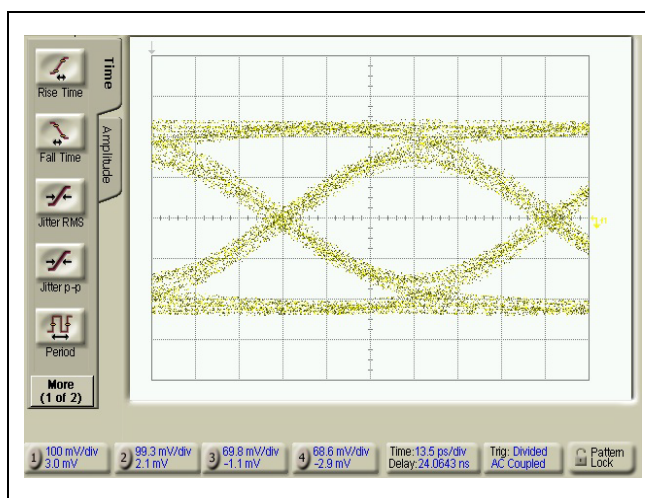 Time
Amplitude
Rise Time
Fall Time
Jitter RMS
Jitter p-p
Period
More
(1 of 2)
1 100 mV/div
3.0 mV
2 99.3 mV/div
2.1 mV
3 69.8 mV/div
-1.1 mV
4 68.6 mV/div
-2.9 mV
Time:13.5 ps/div
Delay:24.0643 ns
Trig: Divided
AC Coupled
Pattern
Lock